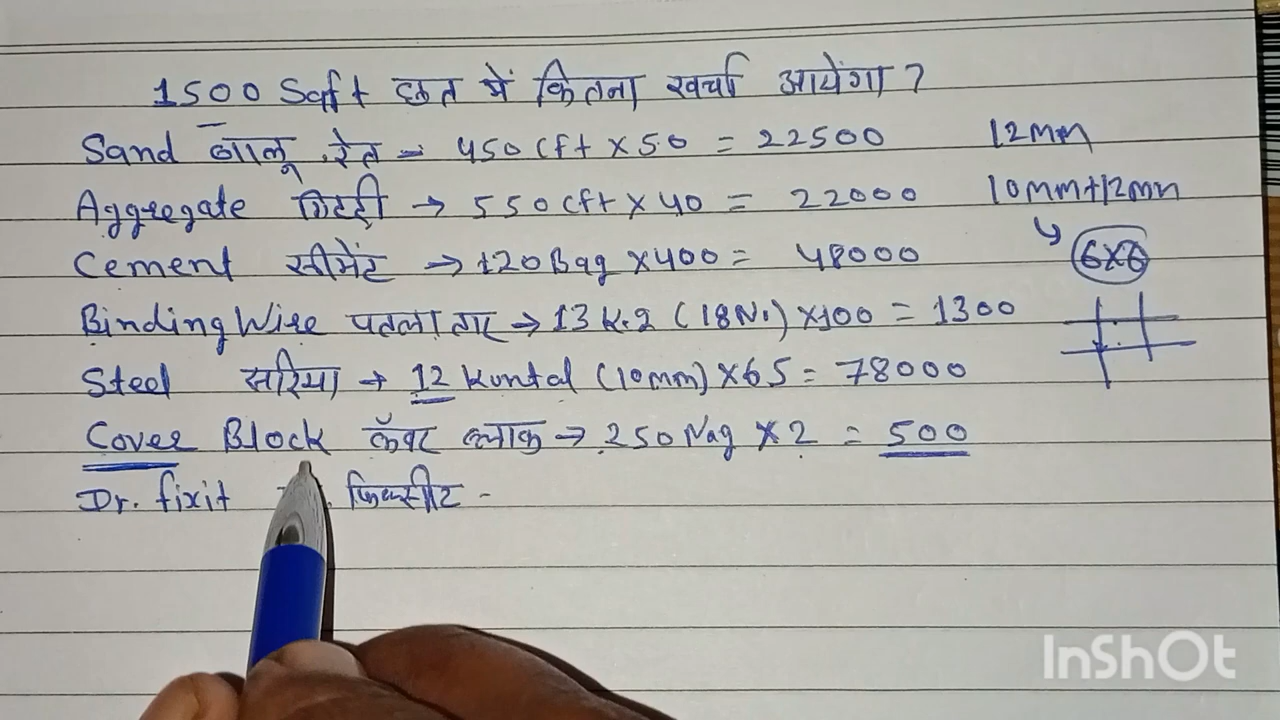 1500 Sqft छत में कितना खर्चा आयेंगा ?
Sand बालू रेत - 450 Cft x 50 = 22500 12mm
Aggregate गिट्टी → 550 Cft x 40 = 22000 10mm+12mm
Cement सीमेंट → 120 Bag x 400 = 48000 6x6
Binding Wire पतला तार → 13 K.g (18 N.) x 100 = 1300
Steel सरिया → 12 Kuntal (10mm) x 65 = 78000
Cover Block कॅवर ब्लाक → 250 Nag x 2 = 500
Dr. fixit फिक्सीट -
InShOt